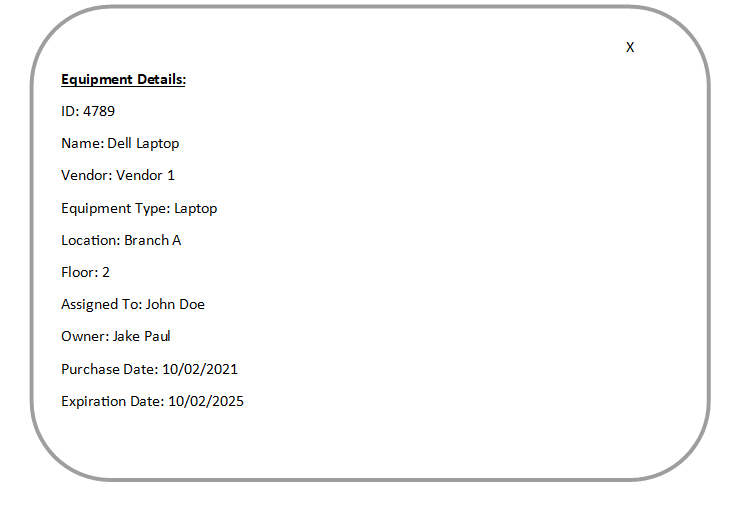 X
Equipment Details:
ID: 4789
Name: Dell Laptop
Vendor: Vendor 1
Equipment Type: Laptop
Location: Branch A
Floor: 2
Assigned To: John Doe
Owner: Jake Paul
Purchase Date: 10/02/2021
Expiration Date: 10/02/2025